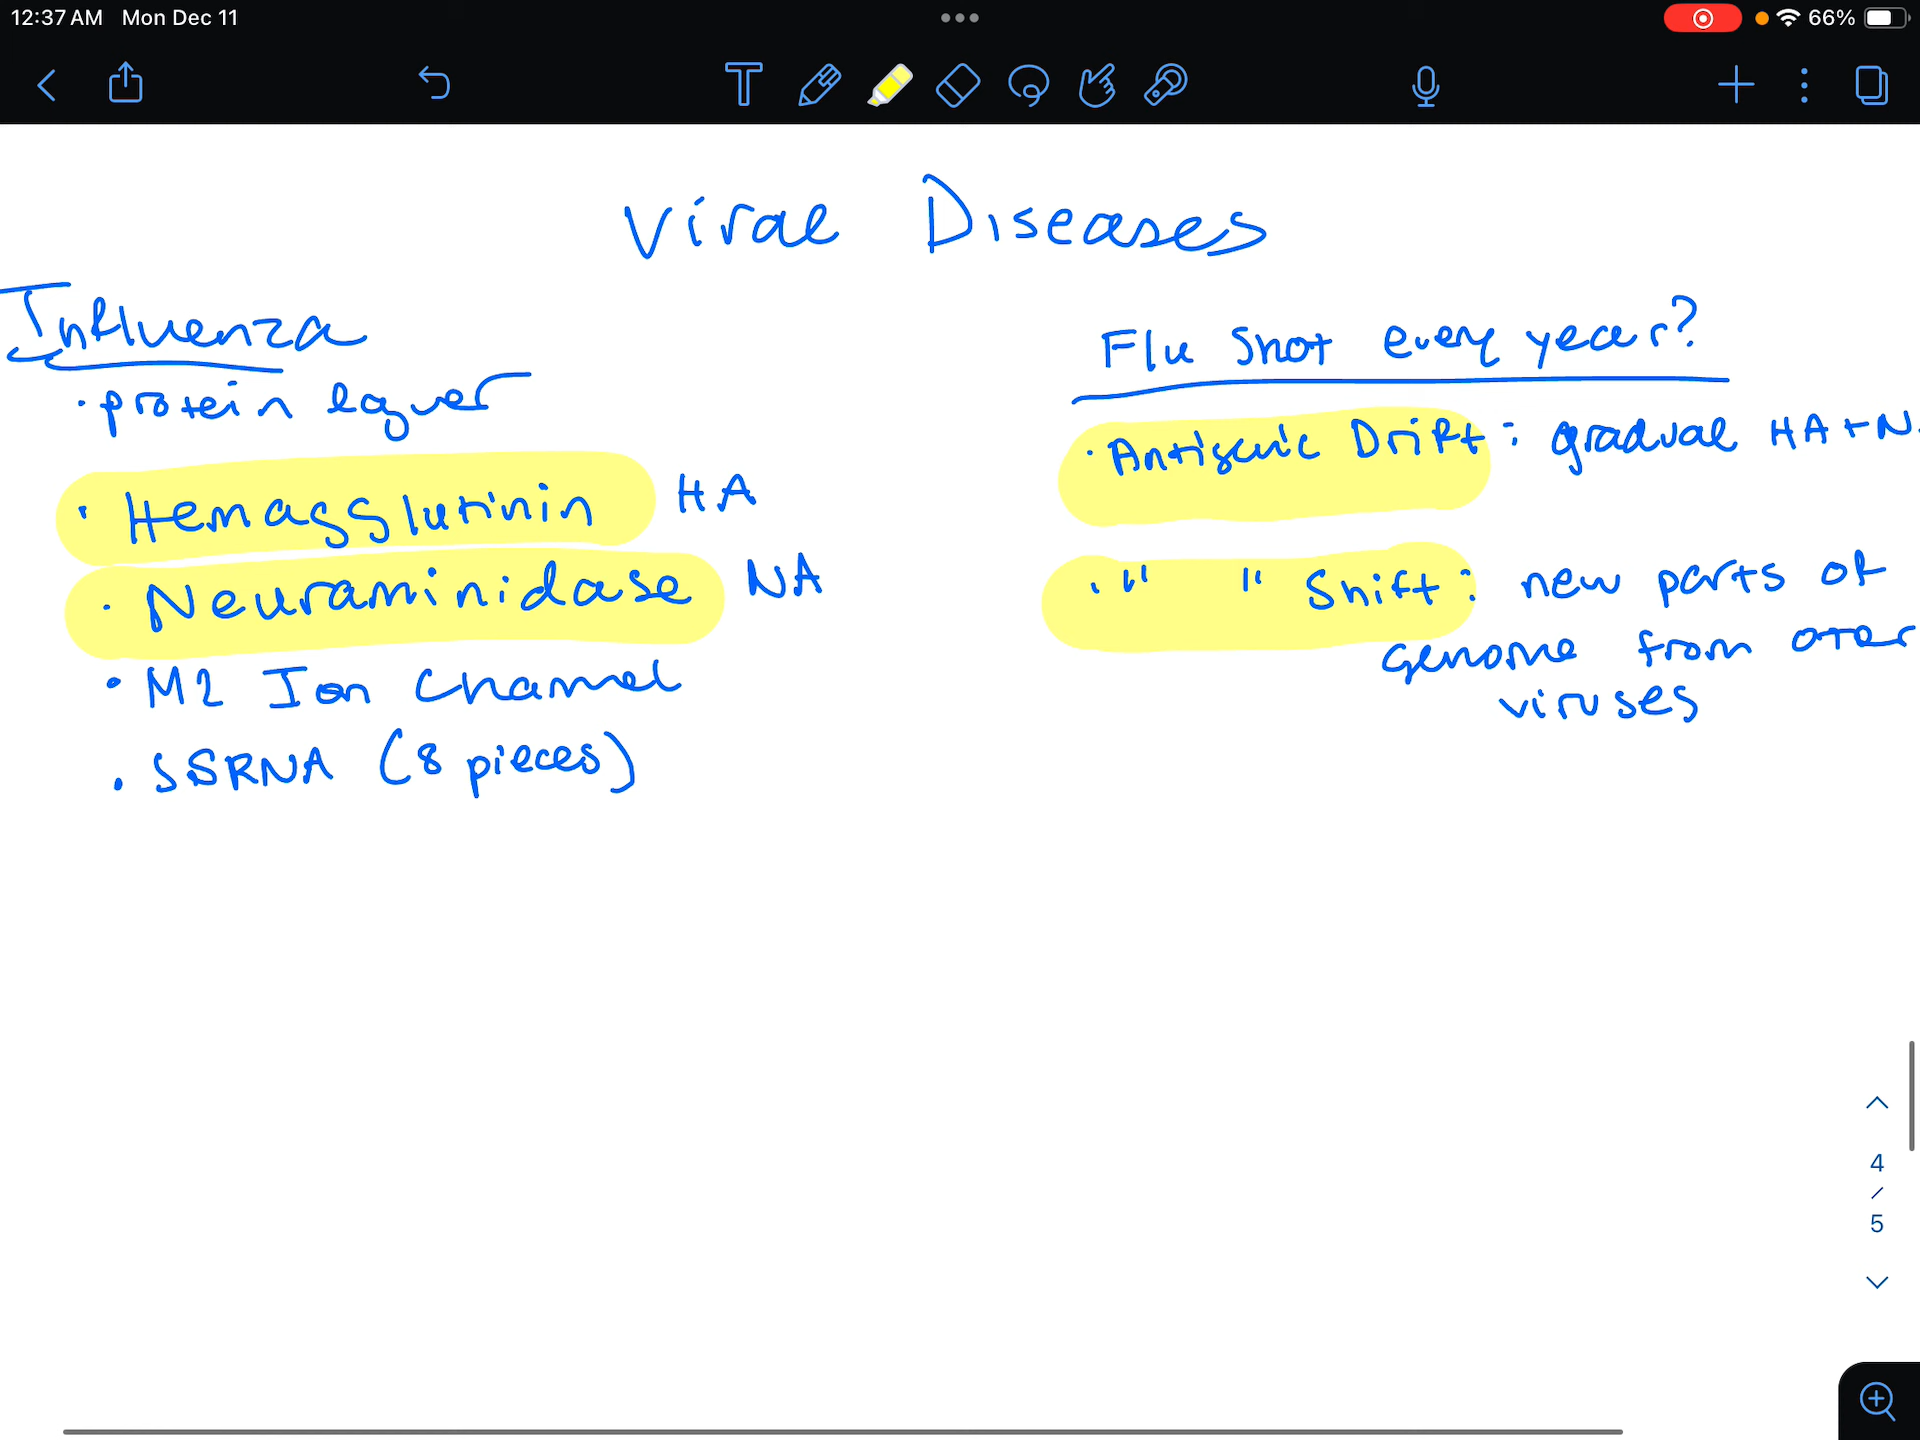 12:37 AM Mon Dec 11
66%
T
Viral Diseases
Influenza
· protein layer
· Hemagglutinin HA
· Neuraminidase NA
· M2 Ion Channel
· SSRNA (8 pieces)
Flu Shot every year?
· Antigenic Drift: gradual HA + N
· " " Shift: new parts of
genome from other
viruses
4
/
5